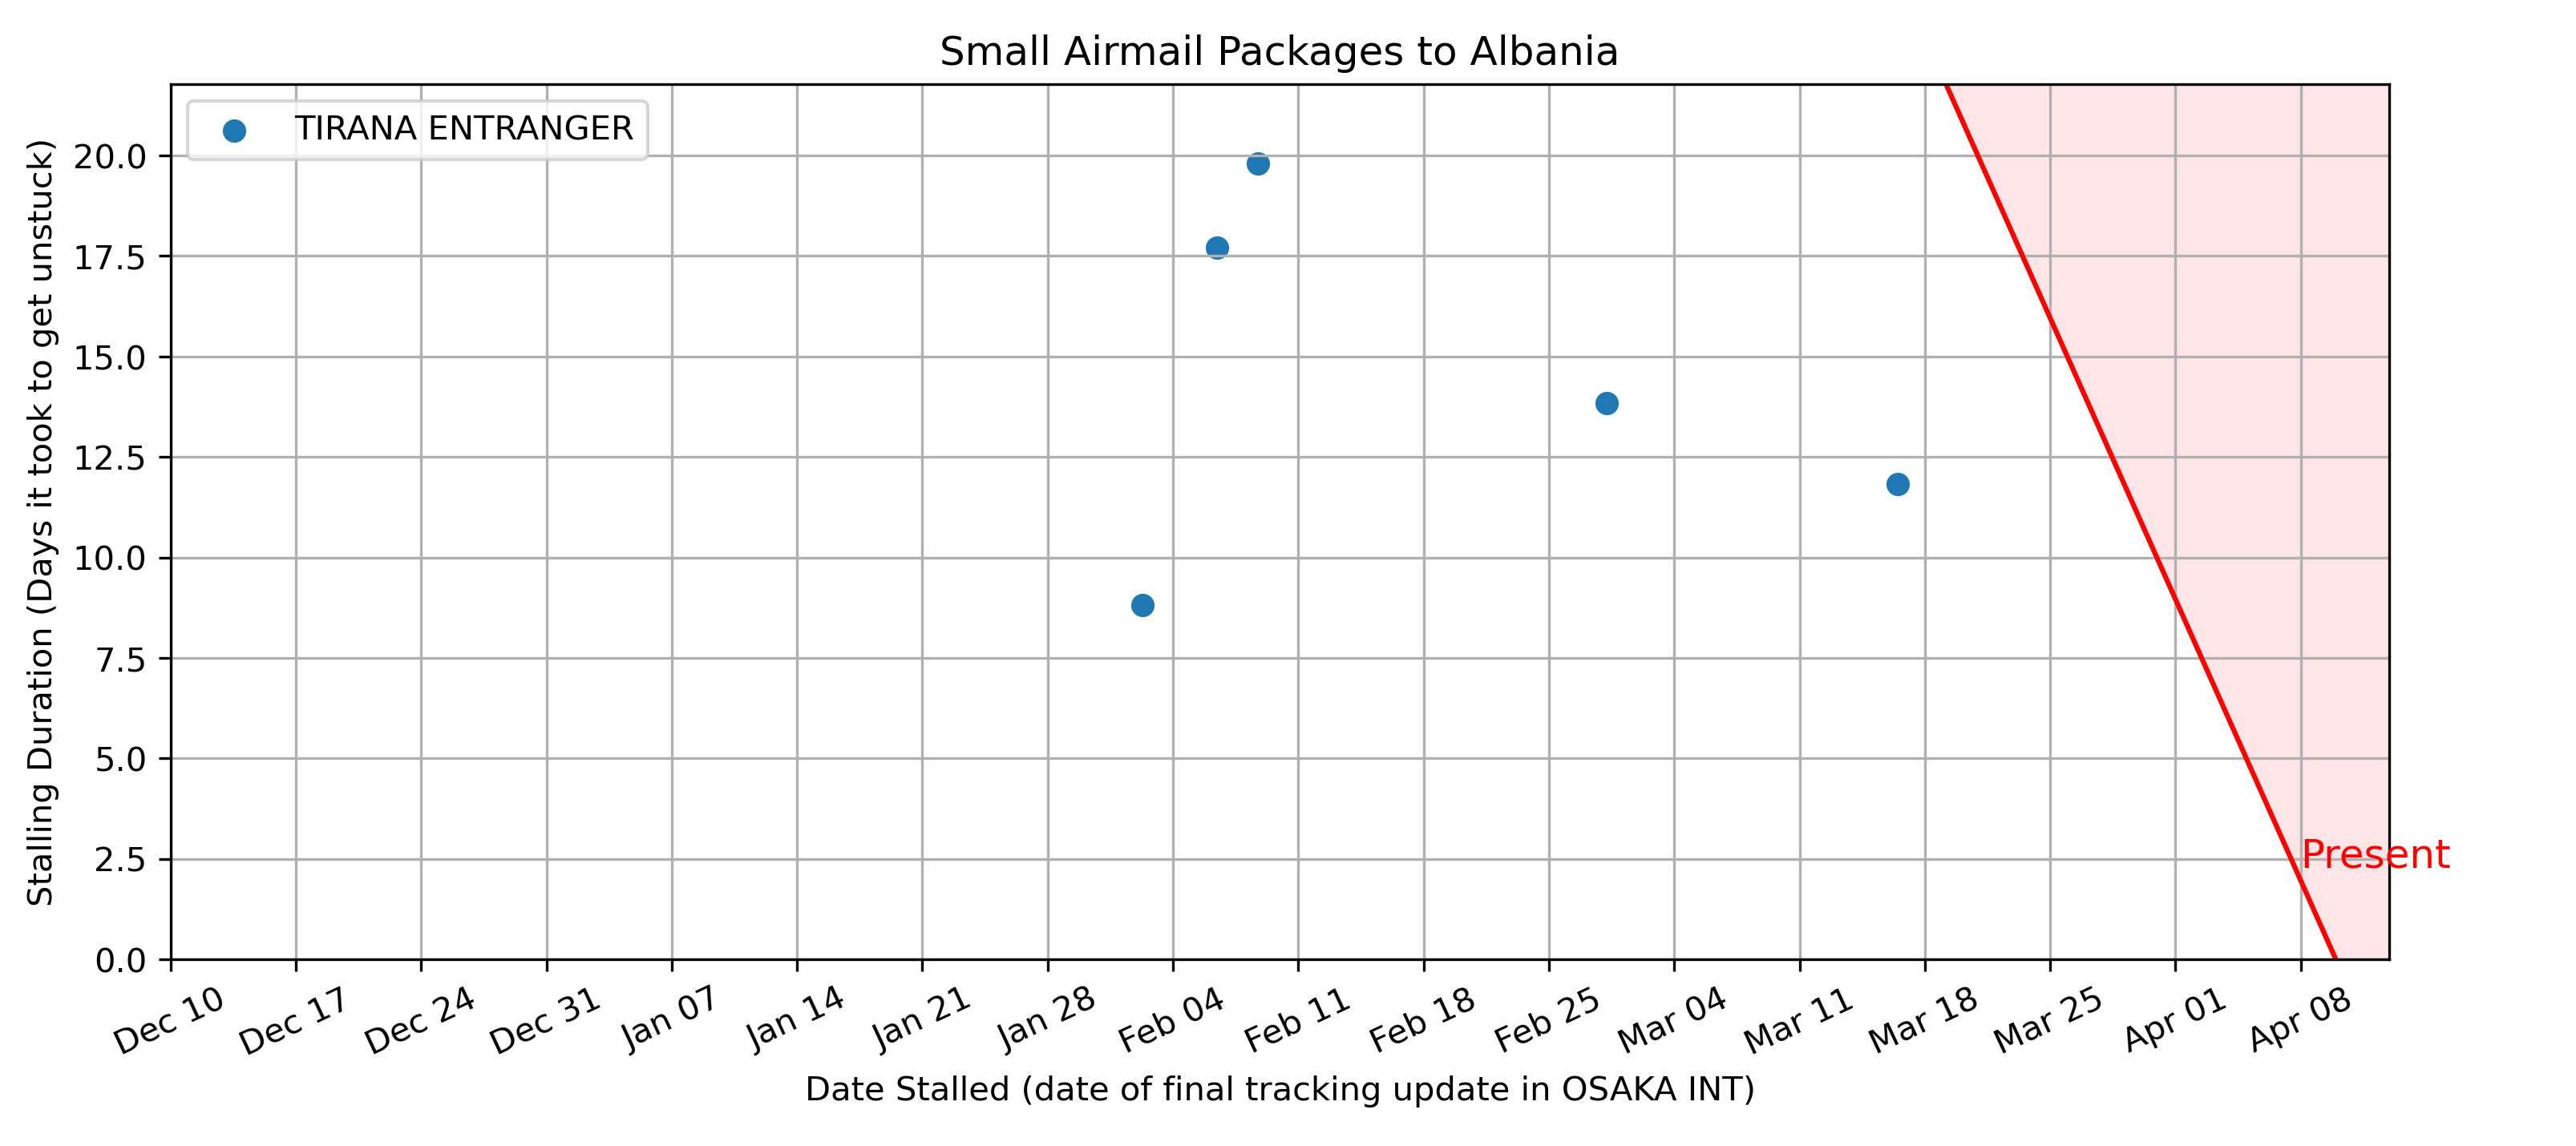 Small Airmail Packages to Albania
TIRANA ENTRANGER
Stalling Duration (Days it took to get unstuck)
20.0
17.5
15.0
12.5
10.0
7.5
5.0
2.5
0.0
Present
Dec 10
Dec 17
Dec 24
Dec 31
Jan 07
Jan 14
Jan 21
Jan 28
Feb 04
Feb 11
Feb 18
Feb 25
Mar 04
Mar 11
Mar 18
Mar 25
Apr 01
Apr 08
Date Stalled (date of final tracking update in OSAKA INT)